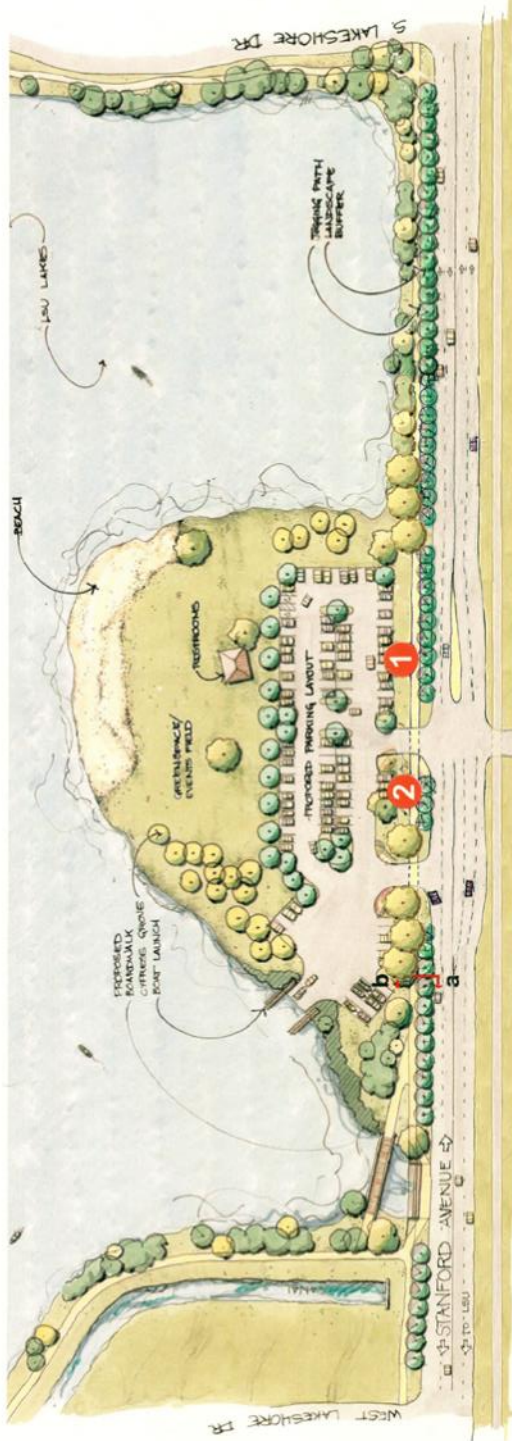 S. LAKESHORE DR
LSU LAKES
JOGGING PATH
LANDSCAPE
BUFFER
BEACH
RESTROOMS
GREENSPACE/
EVENTS FIELD
PROPOSED PARKING LAYOUT
1
2
PROPOSED
BOARDWALK
CYPRESS GROVE
BOAT LAUNCH
b
a
STANFORD AVENUE
TO LSU
CANAL
WEST LAKESHORE DR